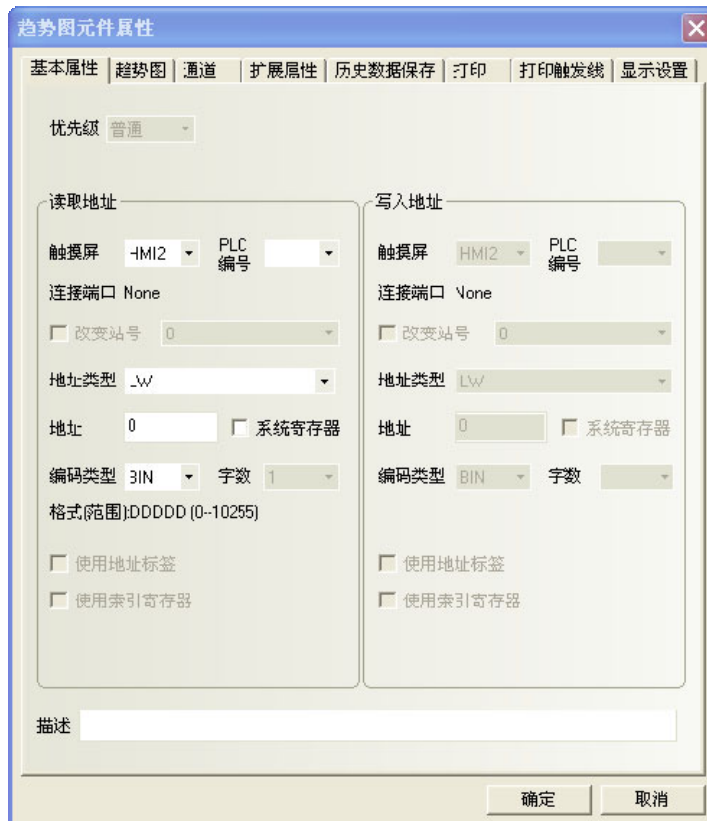 趋势图元件属性
基本属性 趋势图 通道 扩展属性 历史数据保存 打印 打印触发线 显示设置
优先级 普通
读取地址
触摸屏 HMI2 PLC 编号
连接端口 None
改变站号 0
地址类型 LW
地址 0 系统寄存器
编码类型 BIN 字数 1
格式(范围):DDDDD (0--10255)
使用地址标签
使用索引寄存器
写入地址
触摸屏 HMI2 PLC 编号
连接端口 None
改变站号 0
地址类型 LW
地址 0 系统寄存器
编码类型 BIN 字数
使用地址标签
使用索引寄存器
描述
确定 取消